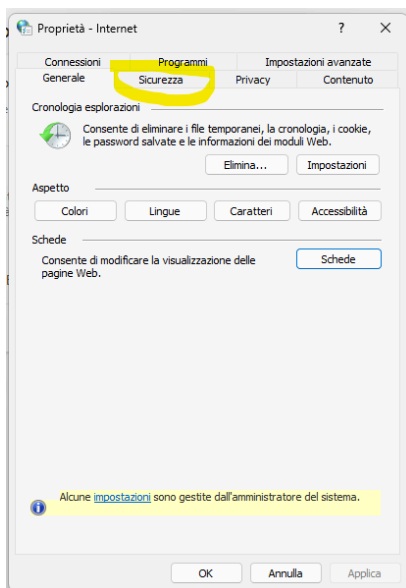 Proprietà - Internet
?
Connessioni Programmi Impostazioni avanzate
Generale Sicurezza Privacy Contenuto
Cronologia esplorazioni
Consente di eliminare i file temporanei, la cronologia, i cookie,
le password salvate e le informazioni dei moduli Web.
Elimina... Impostazioni
Aspetto
Colori Lingue Caratteri Accessibilità
Schede
Consente di modificare la visualizzazione delle
pagine Web.
Schede
Alcune impostazioni sono gestite dall'amministratore del sistema.
OK Annulla Applica